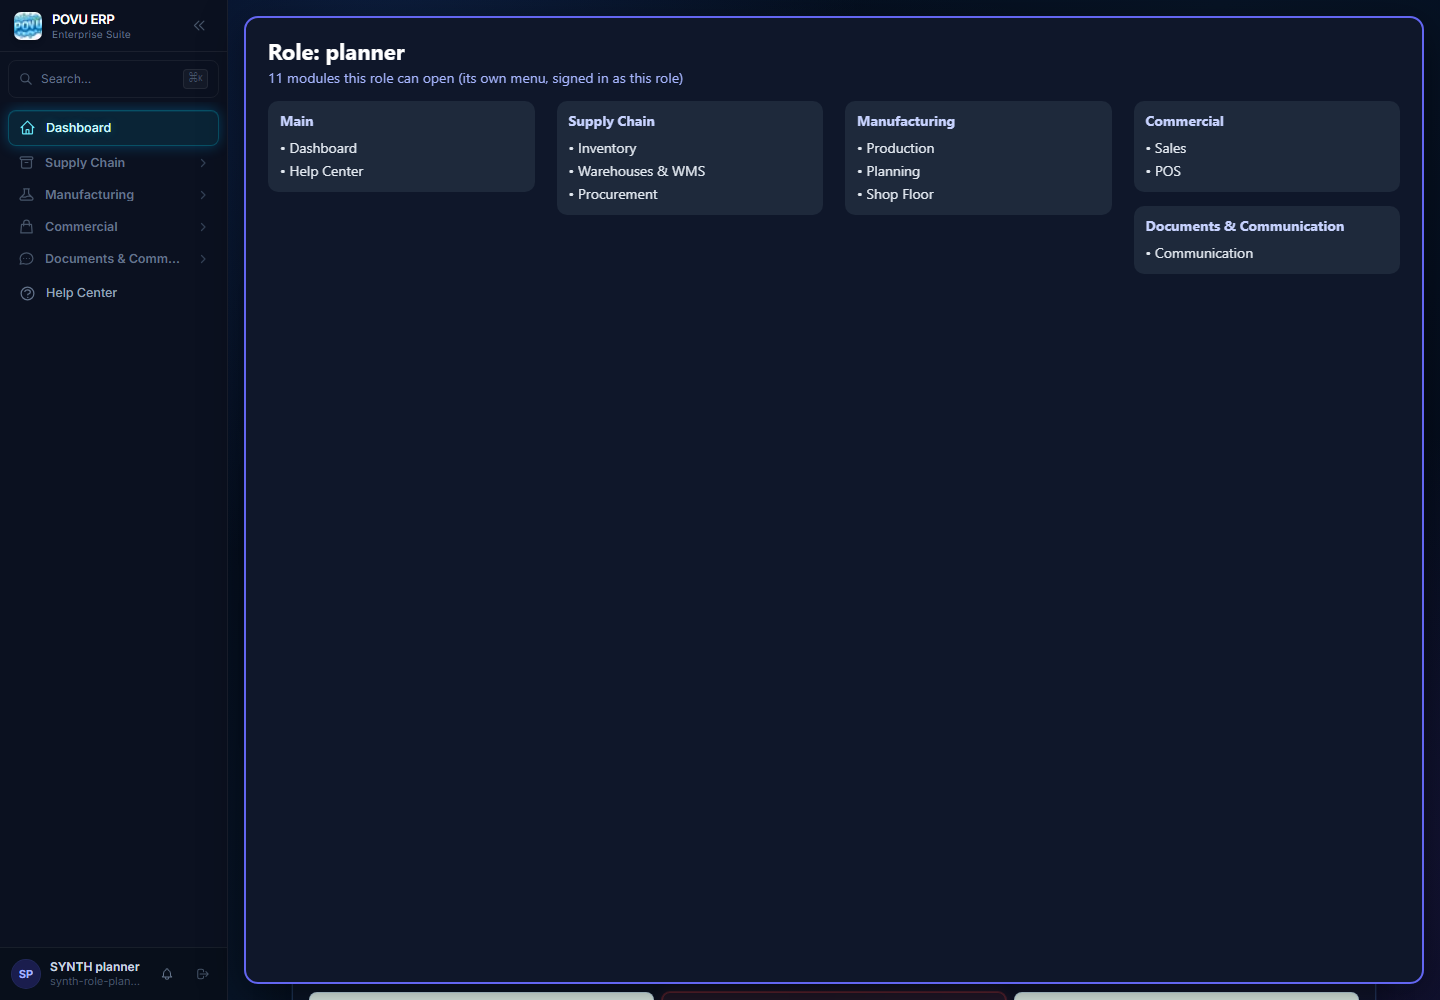 POVU ERP
Enterprise Suite
Search...
⌘K
Dashboard
Supply Chain
Manufacturing
Commercial
Documents & Comm...
Help Center
SP
SYNTH planner
synth-role-plan...
Role: planner
11 modules this role can open (its own menu, signed in as this role)
Main
• Dashboard
• Help Center
Supply Chain
• Inventory
• Warehouses & WMS
• Procurement
Manufacturing
• Production
• Planning
• Shop Floor
Commercial
• Sales
• POS
Documents & Communication
• Communication